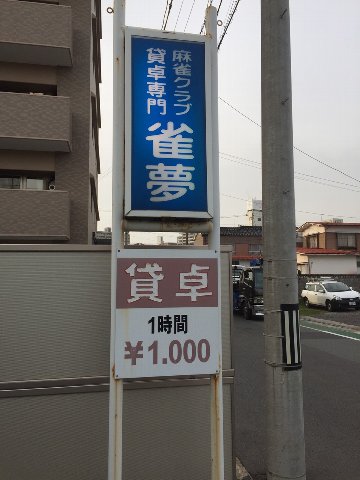 麻雀クラブ
貸卓専門
雀夢
貸卓
1時間
¥1.000